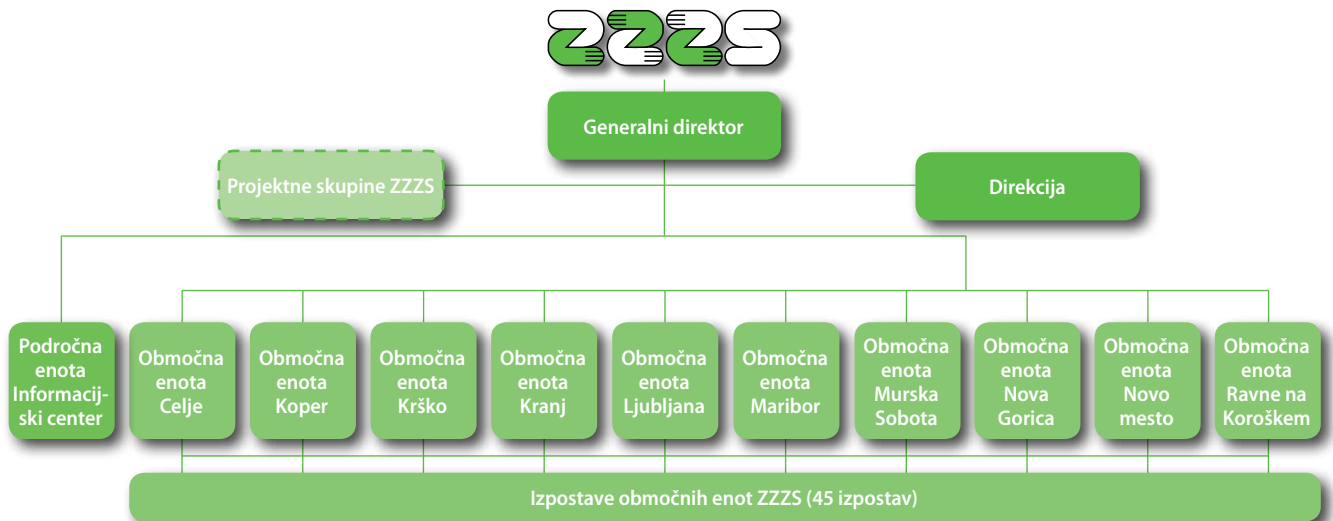 ZZZS
Generalni direktor
Projektne skupine ZZZS
Direkcija
Področna
enota
Informacij-
ski center
Območna
enota
Celje
Območna
enota
Koper
Območna
enota
Krško
Območna
enota
Kranj
Območna
enota
Ljubljana
Območna
enota
Maribor
Območna
enota
Murska
Sobota
Območna
enota
Nova
Gorica
Območna
enota
Novo
mesto
Območna
enota
Ravne na
Koroškem
Izpostave območnih enot ZZZS (45 izpostav)